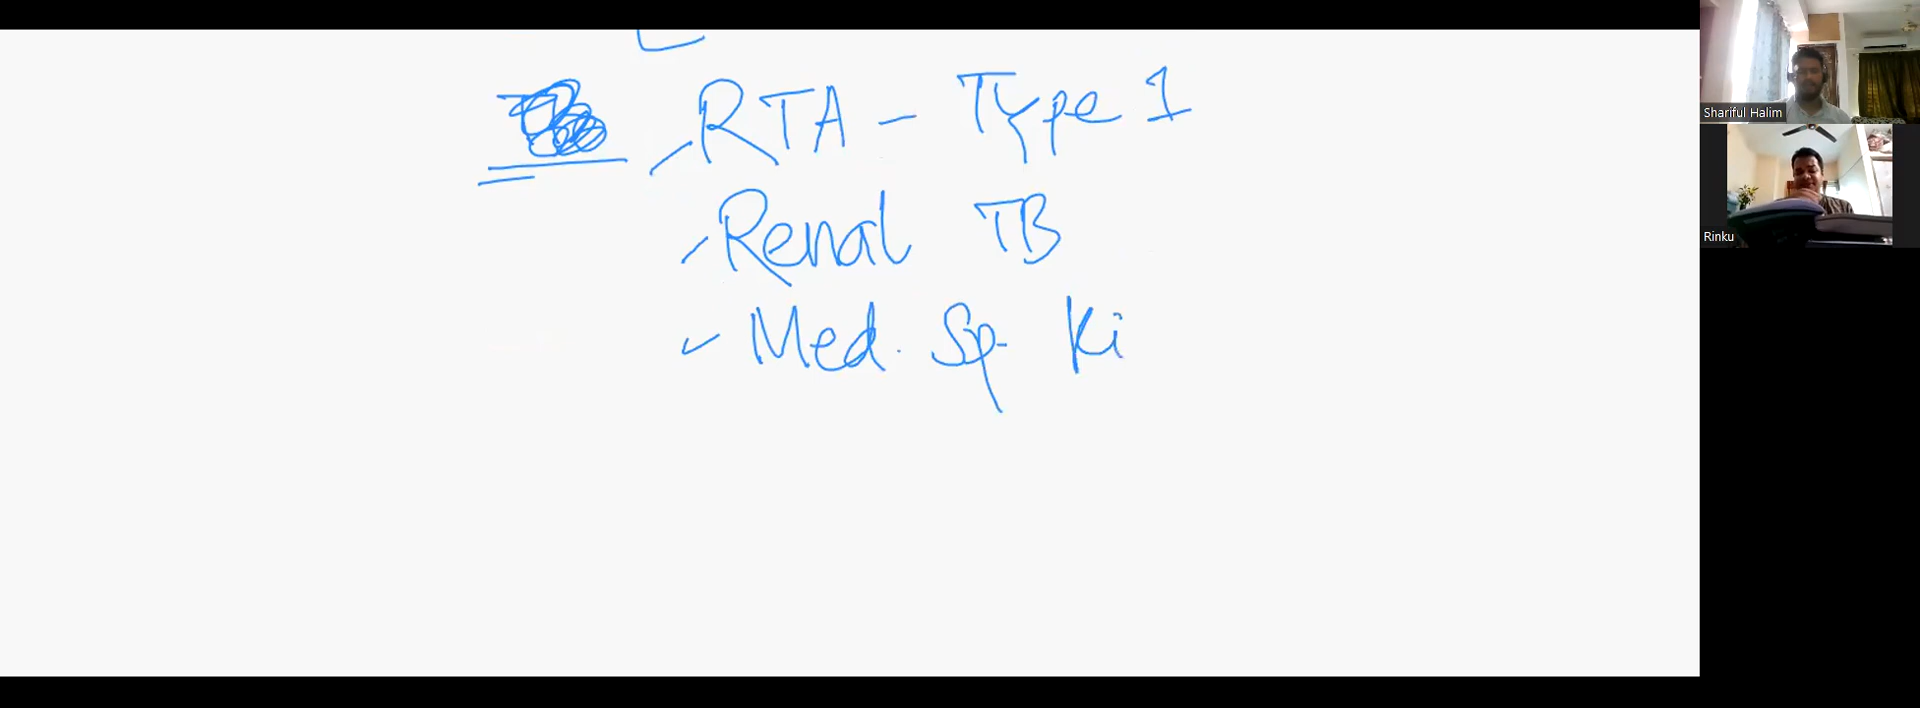 RTA - Type 1
Renal TB
Med. Sp. Ki
Shariful Halim
Rinku